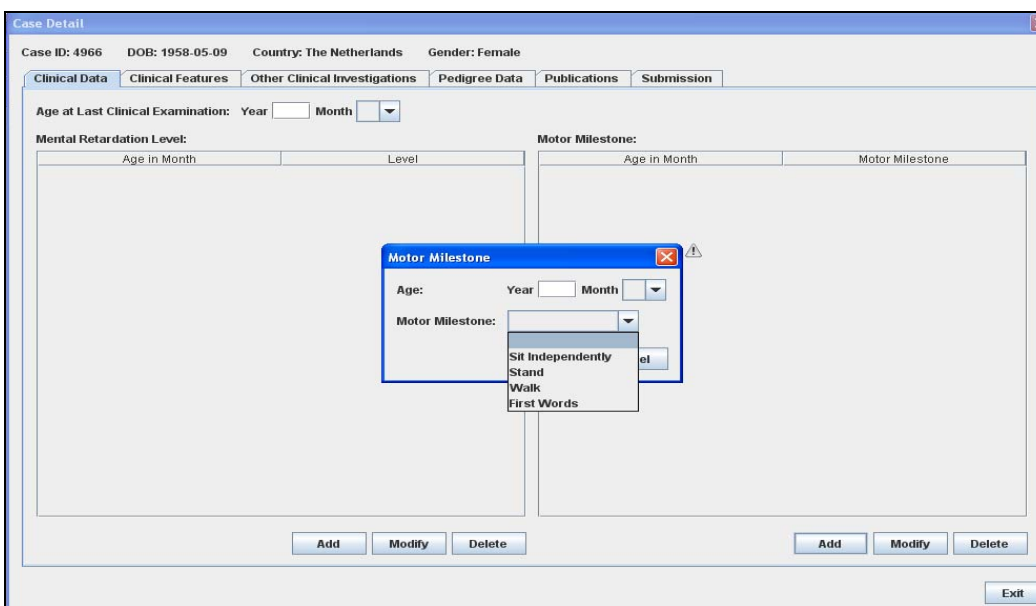 Case Detail
Case ID: 4966 DOB: 1958-05-09 Country: The Netherlands Gender: Female
Clinical Data Clinical Features Other Clinical Investigations Pedigree Data Publications Submission
Age at Last Clinical Examination: Year Month
Mental Retardation Level: Motor Milestone:
Age in Month Level Age in Month Motor Milestone
Motor Milestone
Age: Year Month
Motor Milestone:
Sit Independently
Stand
Walk
First Words
Add Modify Delete Add Modify Delete
Exit